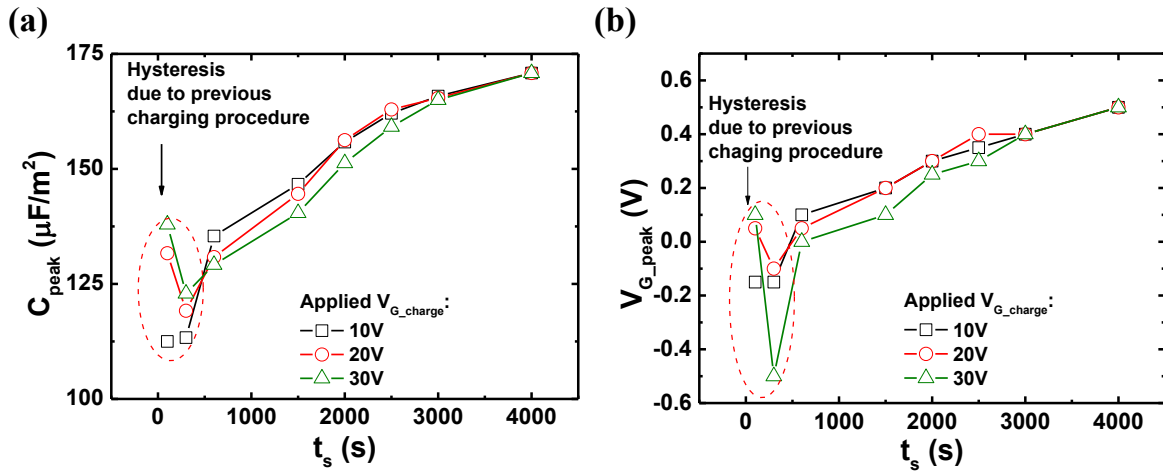 (a)
175
150
125
100
C_peak (μF/m²)
Hysteresis
due to previous
charging procedure
Applied V_G_charge:
10V
20V
30V
0 1000 2000 3000 4000
t_s (s)
(b)
0.6
0.4
0.2
0.0
-0.2
-0.4
-0.6
V_G_peak (V)
Hysteresis
due to previous
chaging procedure
Applied V_G_charge:
10V
20V
30V
0 1000 2000 3000 4000
t_s (s)